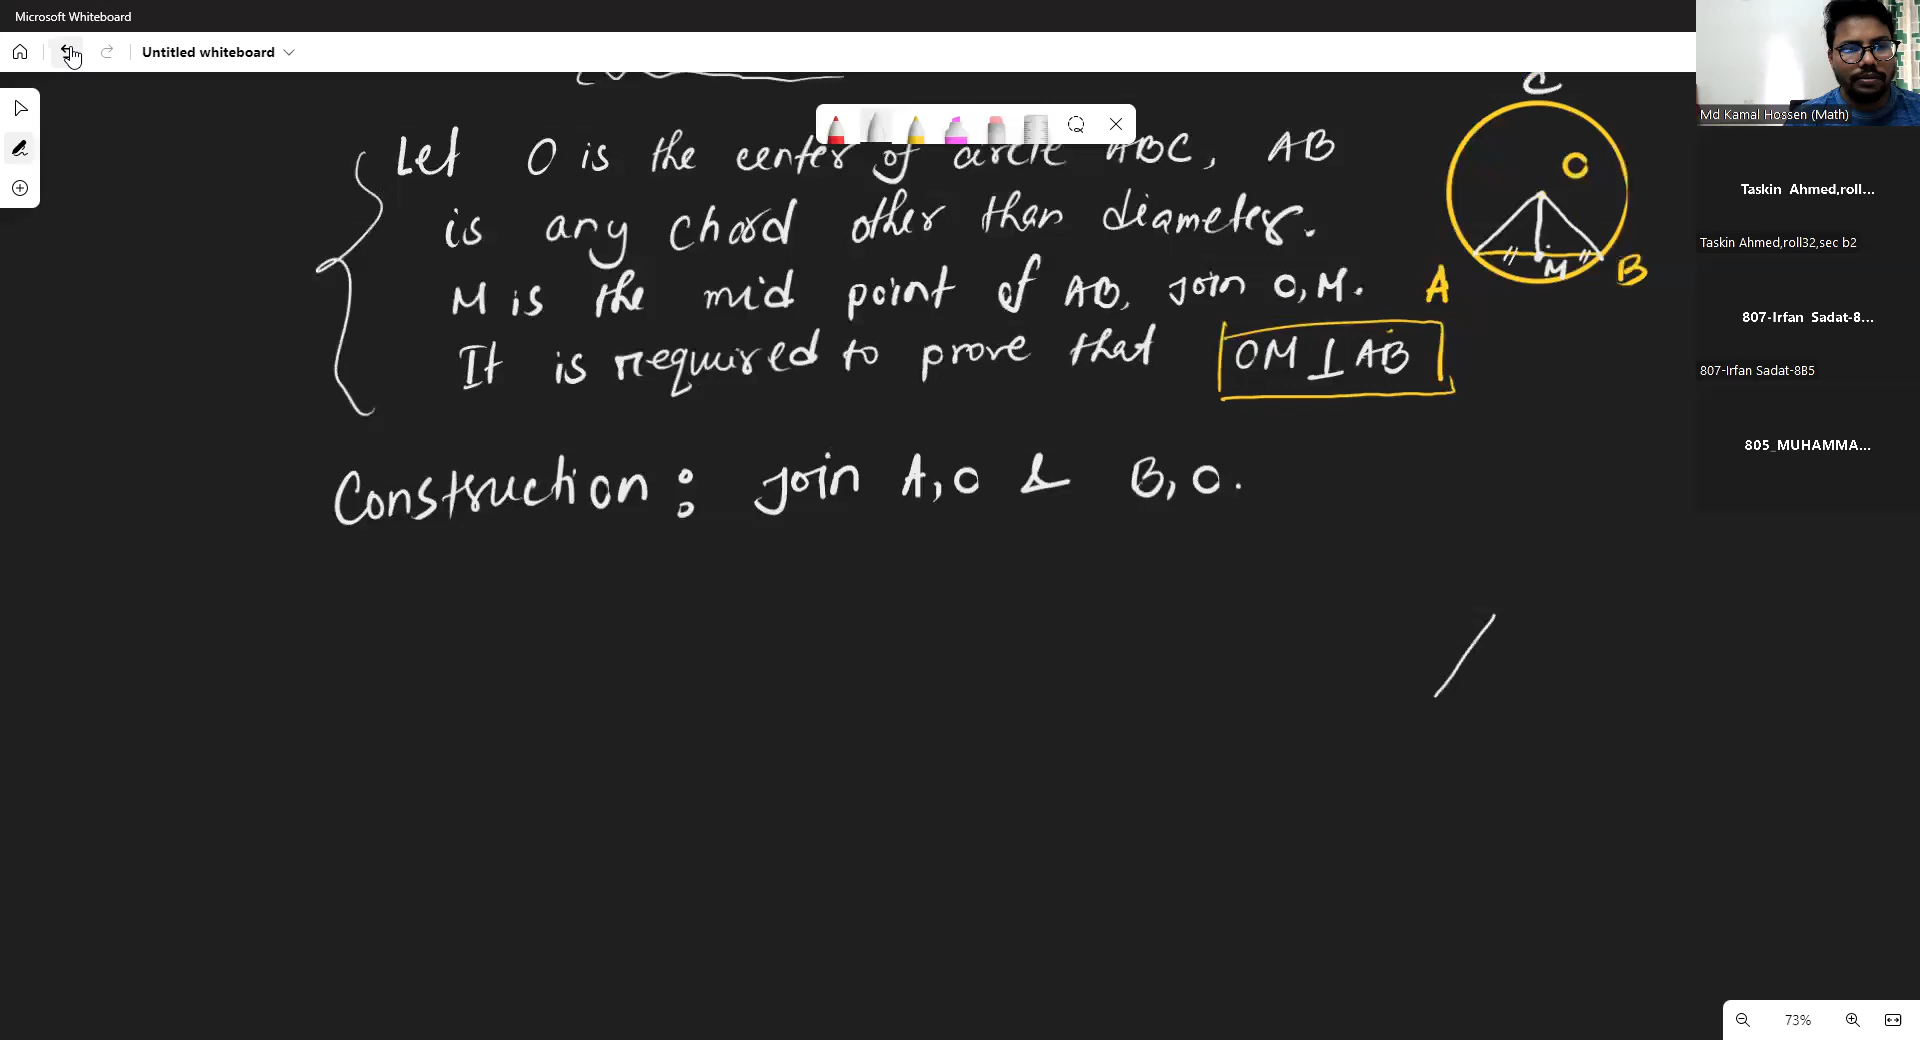 Microsoft Whiteboard
Untitled whiteboard
C
Let O is the center of circle ABC, AB
is any chord other than diameter.
M is the mid point of AB, join O,M.
It is required to prove that OM⊥AB
Construction: join A,O & B,O.
O
M
A
B
Md Kamal Hossen (Math)
Taskin Ahmed,roll...
Taskin Ahmed,roll32,sec b2
807-Irfan Sadat-8...
807-Irfan Sadat-8B5
805_MUHAMMA...
73%